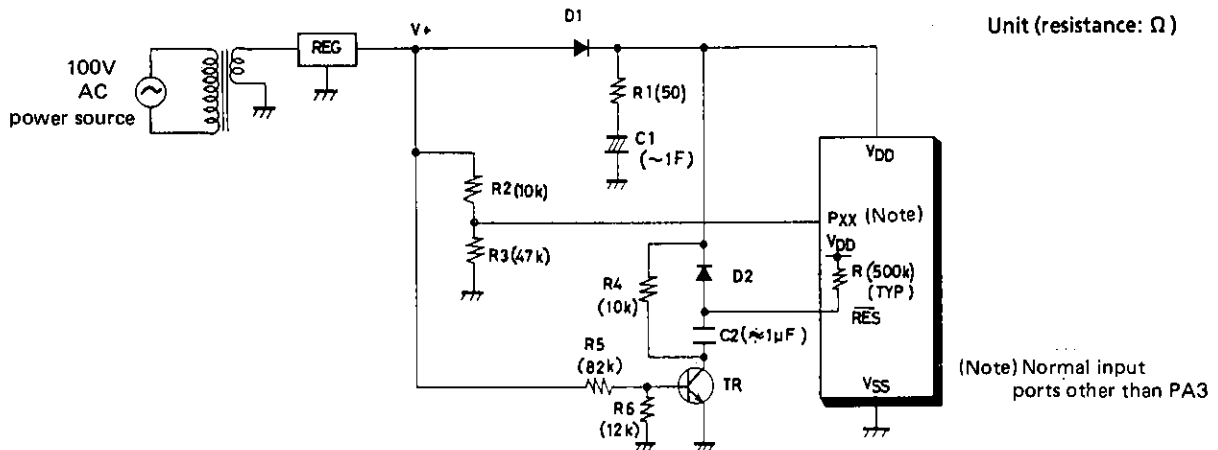 Unit (resistance: Ω)
D1
V+
REG
100V
AC
power source
R1(50)
C1
(~1F)
VDD
R2(10k)
PXX (Note)
VDD
R3(47k)
R (500k)
(TYP)
R4
(10k)
D2
RES
C2(≈1μF)
R5
(82k)
TR
R6
(12k)
VSS
(Note) Normal input
ports other than PA3